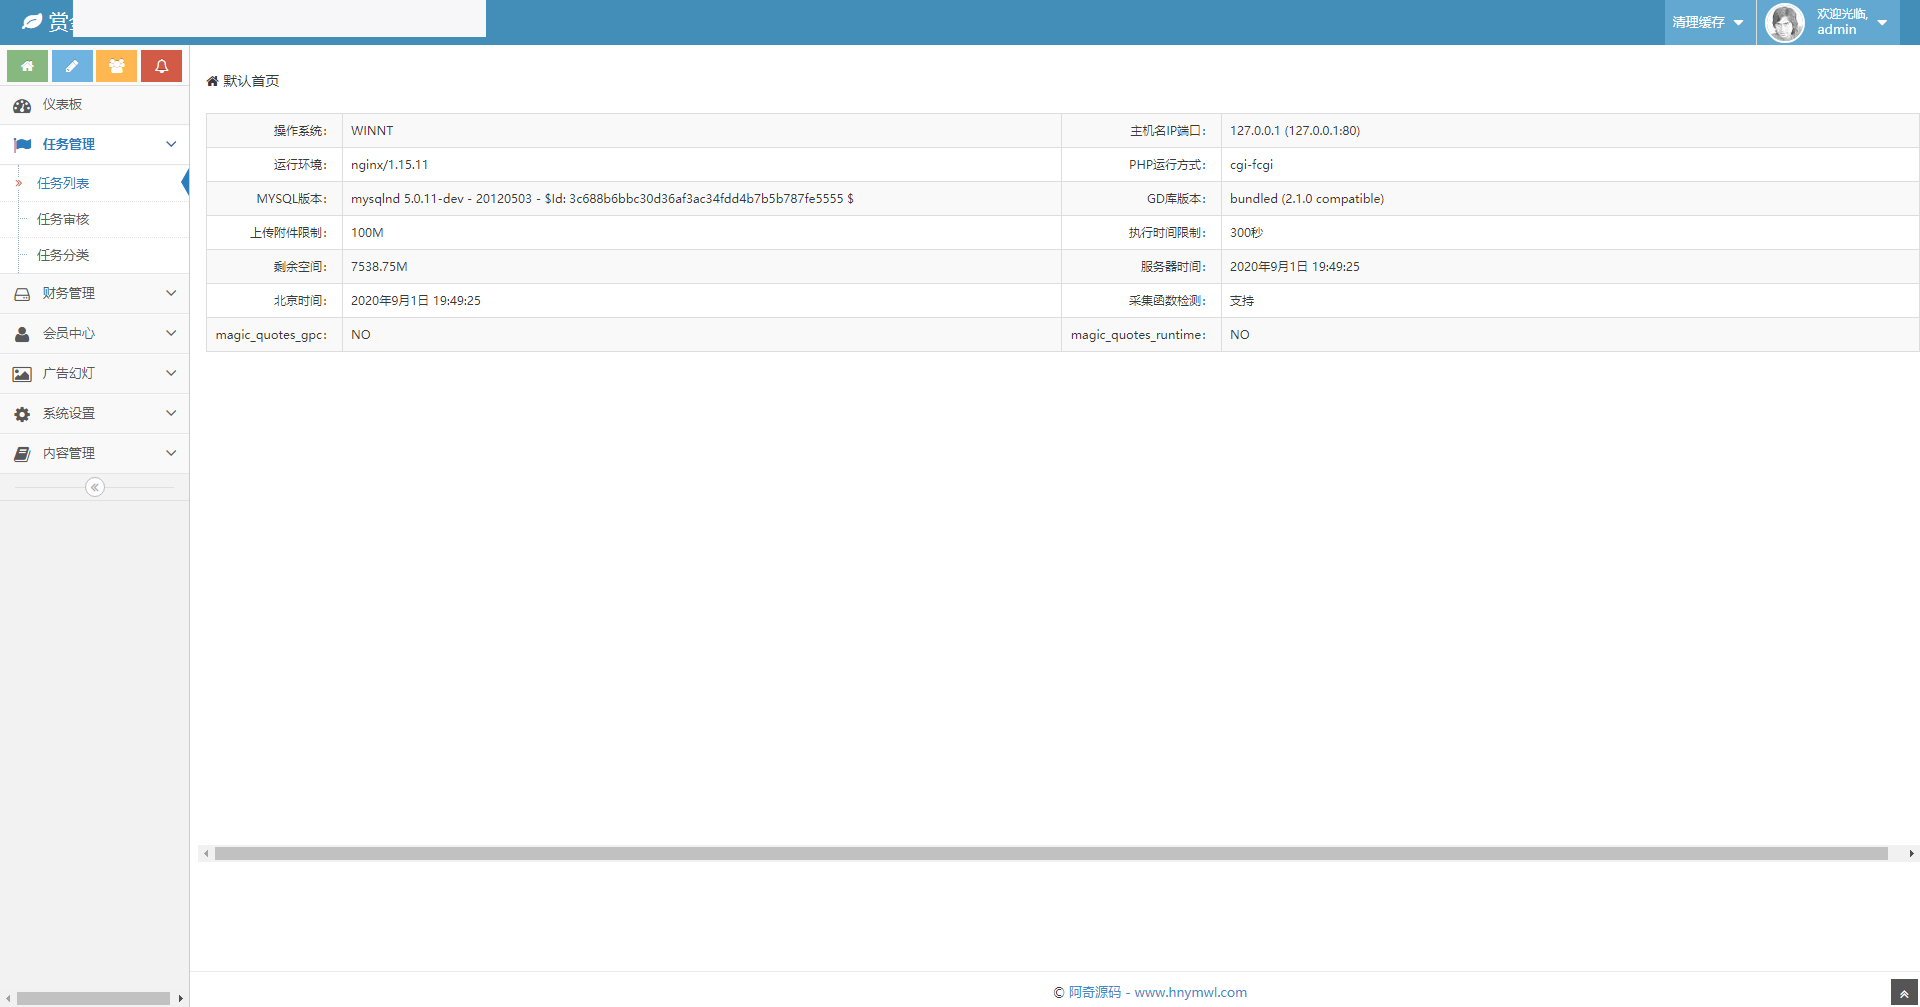 赏
清理缓存
欢迎光临,
admin
默认首页
仪表板
任务管理
任务列表
任务审核
任务分类
财务管理
会员中心
广告幻灯
系统设置
内容管理
操作系统： WINNT 主机名IP端口： 127.0.0.1 (127.0.0.1:80)
运行环境： nginx/1.15.11 PHP运行方式： cgi-fcgi
MYSQL版本： mysqlnd 5.0.11-dev - 20120503 - $Id: 3c688b6bbc30d36af3ac34fdd4b7b5b787fe5555 $ GD库版本： bundled (2.1.0 compatible)
上传附件限制： 100M 执行时间限制： 300秒
剩余空间： 7538.75M 服务器时间： 2020年9月1日 19:49:25
北京时间： 2020年9月1日 19:49:25 采集函数检测： 支持
magic_quotes_gpc： NO magic_quotes_runtime： NO
© 阿奇源码 - www.hnymwl.com